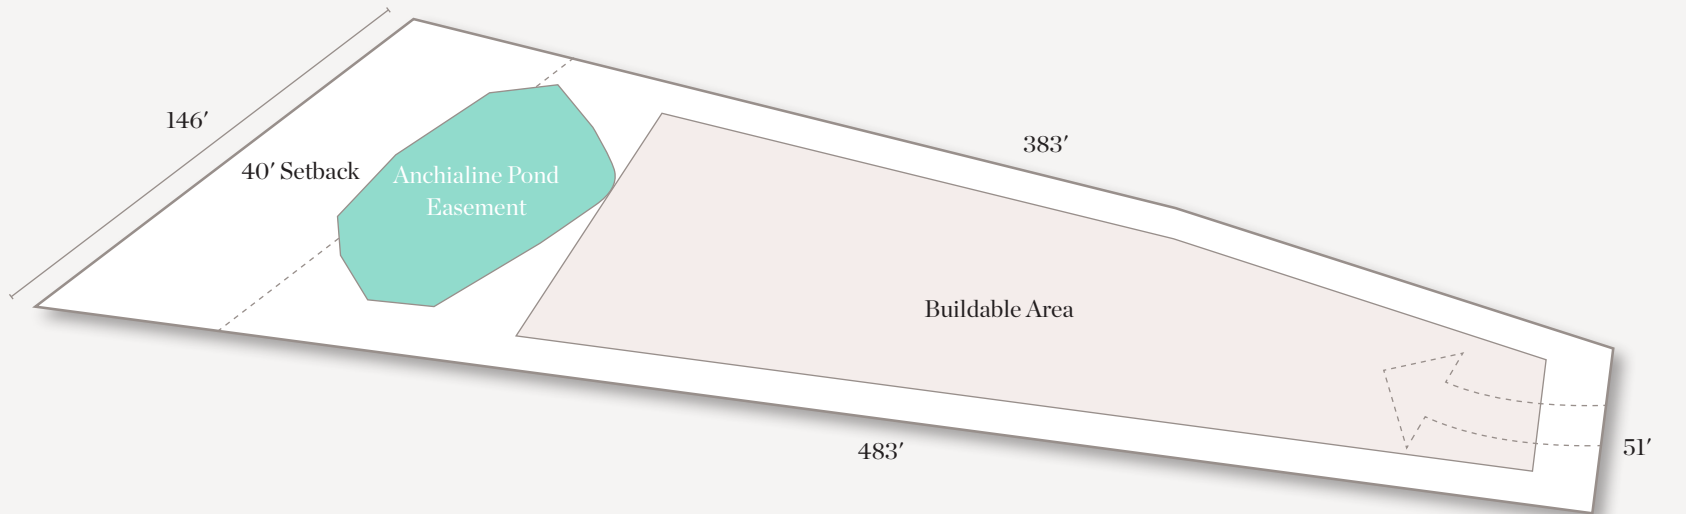 146′
40′ Setback
Anchialine Pond
Easement
383′
Buildable Area
483′
51′